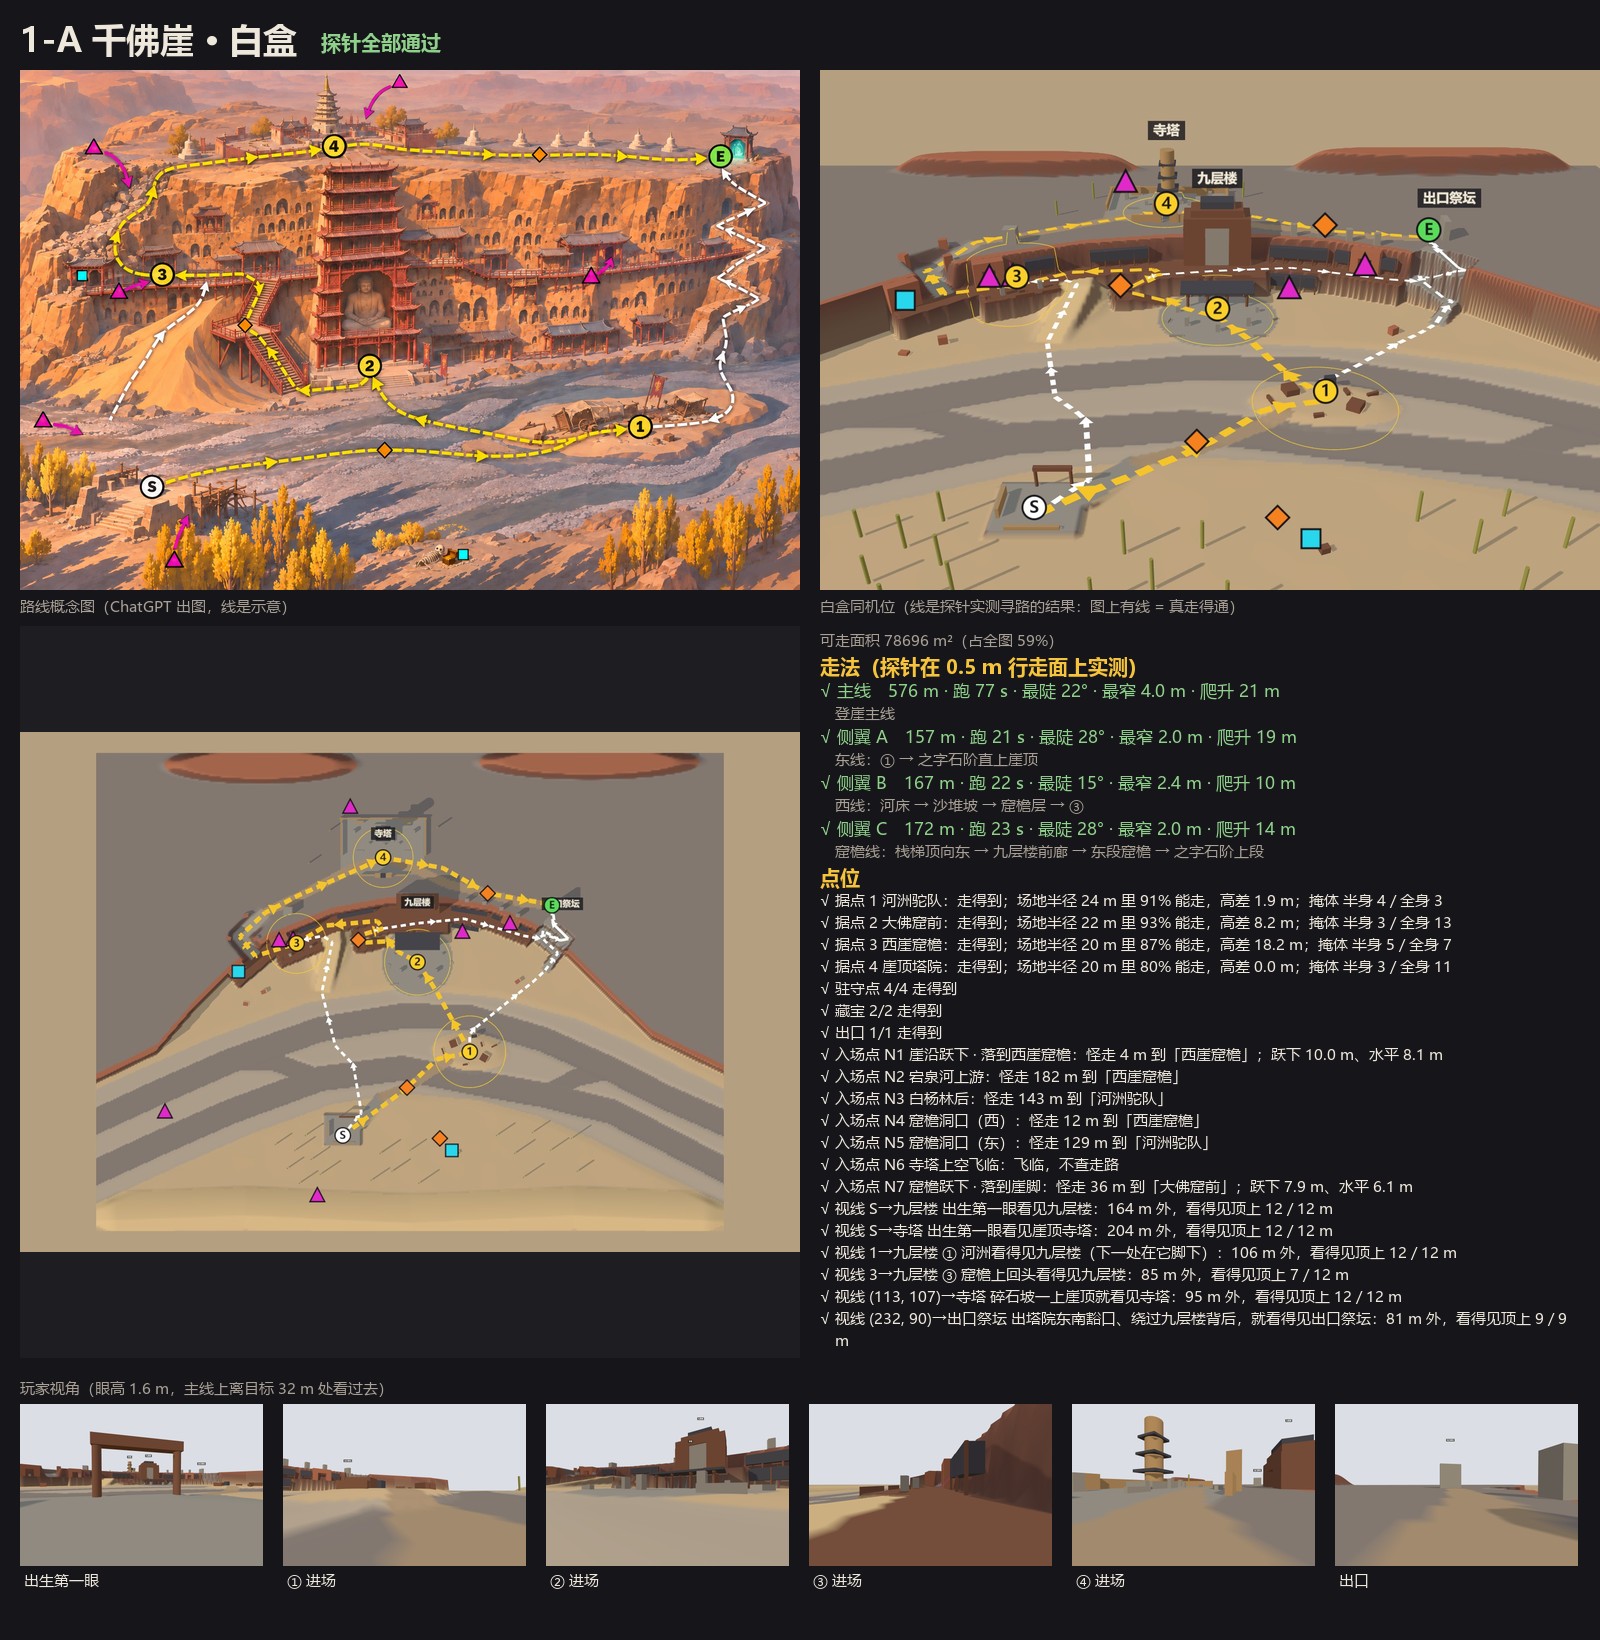 1-A 千佛崖・白盒 探针全部通过
4
E
3
2
1
S
寺塔
九层楼
出口祭坛
4
E
3
2
1
S
路线概念图（ChatGPT 出图，线是示意）
白盒同机位（线是探针实测寻路的结果：图上有线 = 真走得通）
寺塔
4
九层楼
E
祭坛
3
2
1
S
可走面积 78696 m²（占全图 59%）
走法（探针在 0.5 m 行走面上实测）
√ 主线 576 m · 跑 77 s · 最陡 22° · 最窄 4.0 m · 爬升 21 m
登崖主线
√ 侧翼 A 157 m · 跑 21 s · 最陡 28° · 最窄 2.0 m · 爬升 19 m
东线：① → 之字石阶直上崖顶
√ 侧翼 B 167 m · 跑 22 s · 最陡 15° · 最窄 2.4 m · 爬升 10 m
西线：河床 → 沙堆坡 → 窟檐层 → ③
√ 侧翼 C 172 m · 跑 23 s · 最陡 28° · 最窄 2.0 m · 爬升 14 m
窟檐线：栈梯顶向东 → 九层楼前廊 → 东段窟檐 → 之字石阶上段
点位
√ 据点 1 河洲驼队：走得到；场地半径 24 m 里 91% 能走，高差 1.9 m；掩体 半身 4 / 全身 3
√ 据点 2 大佛窟前：走得到；场地半径 22 m 里 93% 能走，高差 8.2 m；掩体 半身 3 / 全身 13
√ 据点 3 西崖窟檐：走得到；场地半径 20 m 里 87% 能走，高差 18.2 m；掩体 半身 5 / 全身 7
√ 据点 4 崖顶塔院：走得到；场地半径 20 m 里 80% 能走，高差 0.0 m；掩体 半身 3 / 全身 11
√ 驻守点 4/4 走得到
√ 藏宝 2/2 走得到
√ 出口 1/1 走得到
√ 入场点 N1 崖沿跃下 · 落到西崖窟檐：怪走 4 m 到「西崖窟檐」；跃下 10.0 m、水平 8.1 m
√ 入场点 N2 宕泉河上游：怪走 182 m 到「西崖窟檐」
√ 入场点 N3 白杨林后：怪走 143 m 到「河洲驼队」
√ 入场点 N4 窟檐洞口（西）：怪走 12 m 到「西崖窟檐」
√ 入场点 N5 窟檐洞口（东）：怪走 129 m 到「河洲驼队」
√ 入场点 N6 寺塔上空飞临：飞临，不查走路
√ 入场点 N7 窟檐跃下 · 落到崖脚：怪走 36 m 到「大佛窟前」；跃下 7.9 m、水平 6.1 m
√ 视线 S→九层楼 出生第一眼看见九层楼：164 m 外，看得见顶上 12 / 12 m
√ 视线 S→寺塔 出生第一眼看见崖顶寺塔：204 m 外，看得见顶上 12 / 12 m
√ 视线 1→九层楼 ① 河洲看得见九层楼（下一处在它脚下）：106 m 外，看得见顶上 12 / 12 m
√ 视线 3→九层楼 ③ 窟檐上回头看得见九层楼：85 m 外，看得见顶上 7 / 12 m
√ 视线 (113, 107)→寺塔 碎石坡一上崖顶就看见寺塔：95 m 外，看得见顶上 12 / 12 m
√ 视线 (232, 90)→出口祭坛 出塔院东南豁口、绕过九层楼背后，就看得见出口祭坛：81 m 外，看得见顶上 9 / 9
m
玩家视角（眼高 1.6 m，主线上离目标 32 m 处看过去）
出生第一眼
① 进场
② 进场
③ 进场
④ 进场
出口